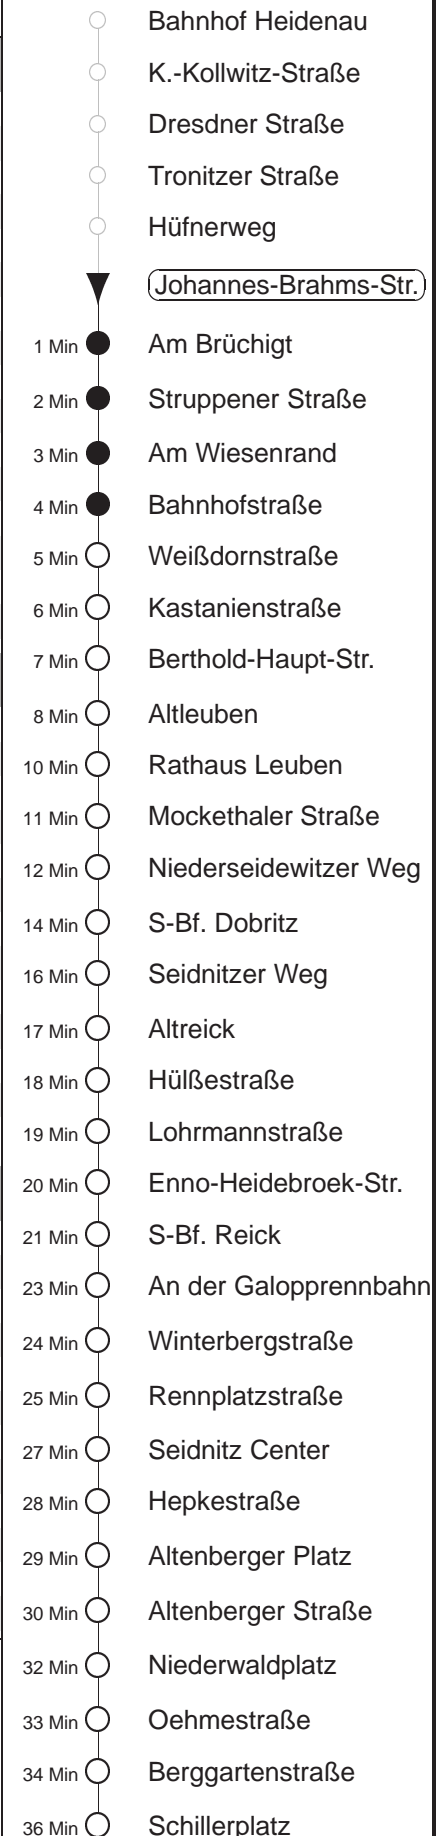 Bahnhof Heidenau
K.-Kollwitz-Straße
Dresdner Straße
Tronitzer Straße
Hüfnerweg
Johannes-Brahms-Str.
1 Min Am Brüchigt
2 Min Struppener Straße
3 Min Am Wiesenrand
4 Min Bahnhofstraße
5 Min Weißdornstraße
6 Min Kastanienstraße
7 Min Berthold-Haupt-Str.
8 Min Altleuben
10 Min Rathaus Leuben
11 Min Mockethaler Straße
12 Min Niederseidewitzer Weg
14 Min S-Bf. Dobritz
16 Min Seidnitzer Weg
17 Min Altreick
18 Min Hülßestraße
19 Min Lohrmannstraße
20 Min Enno-Heidebroek-Str.
21 Min S-Bf. Reick
23 Min An der Galopprennbahn
24 Min Winterbergstraße
25 Min Rennplatzstraße
27 Min Seidnitz Center
28 Min Hepkestraße
29 Min Altenberger Platz
30 Min Altenberger Straße
32 Min Niederwaldplatz
33 Min Oehmestraße
34 Min Berggartenstraße
36 Min Schillerplatz